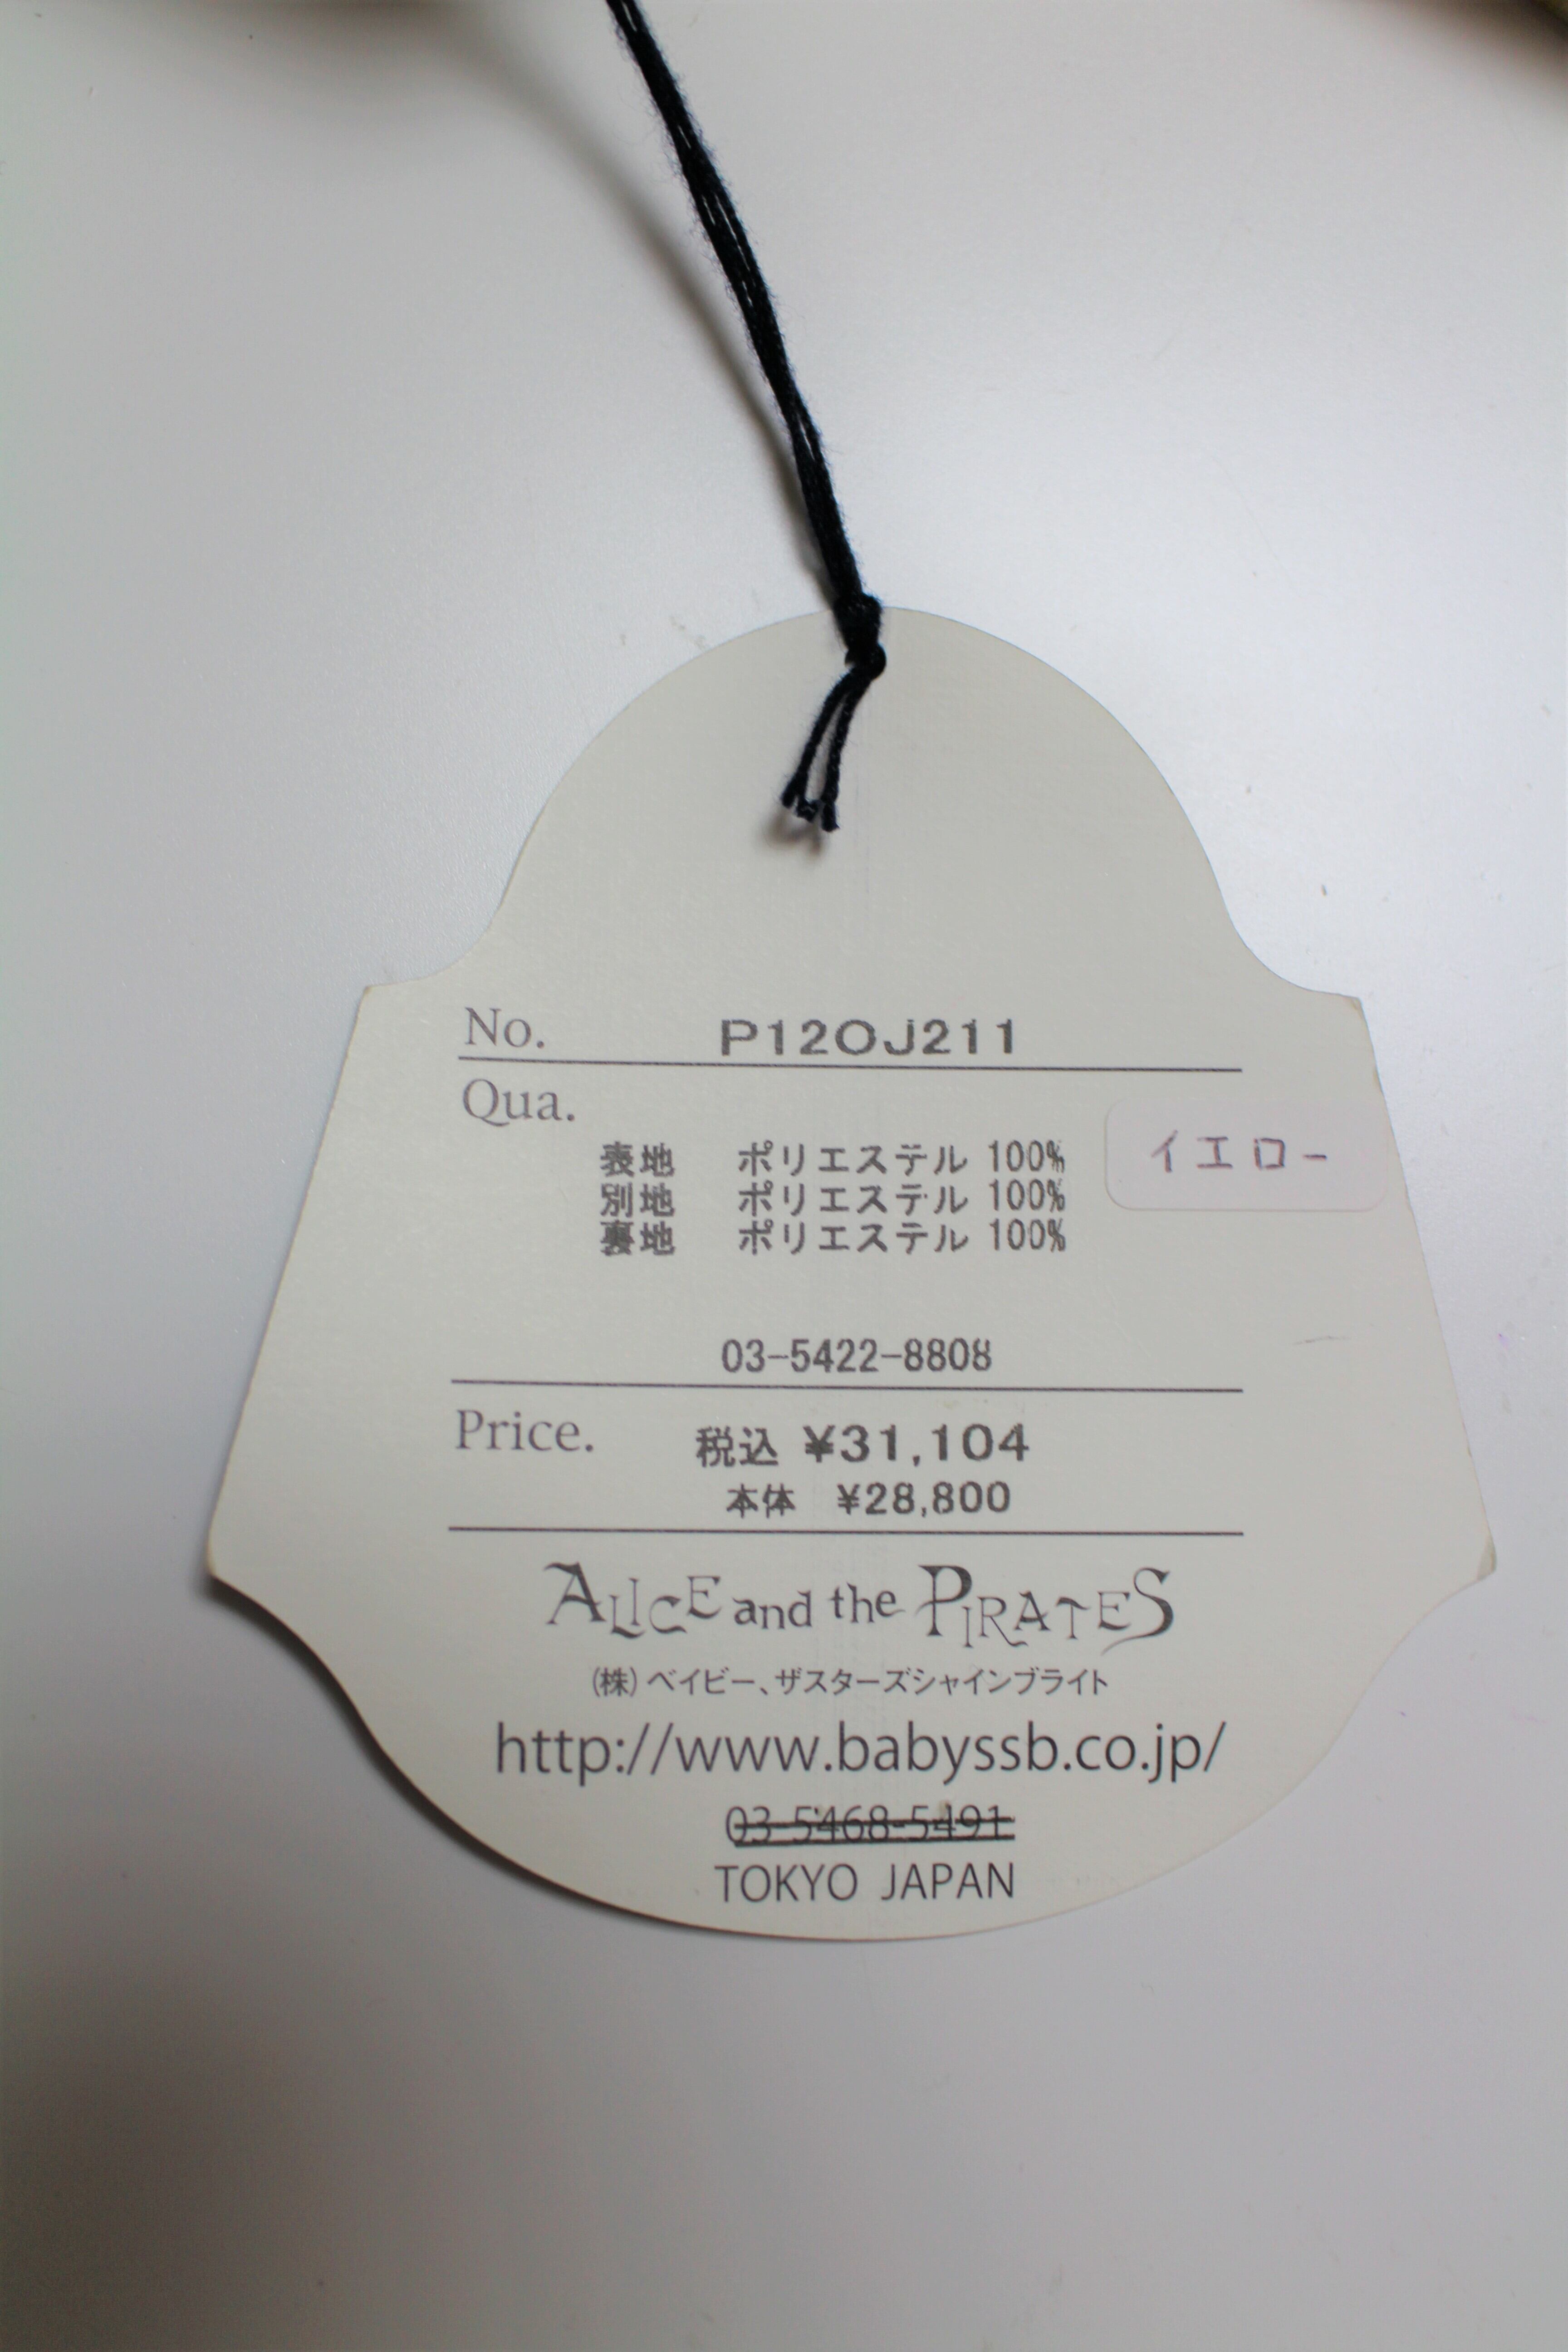 No. P12OJ211
Qua.
表地 ポリエステル 100%
イエロー
別地 ポリエステル 100%
裏地 ポリエステル 100%
03-5422-8808
Price. 税込 ¥31,104
本体 ¥28,800
ALICE and the PIRATES
(株)ベイビー、ザスターズシャインブライト
http://www.babyssb.co.jp/
03-5468-5491
TOKYO JAPAN